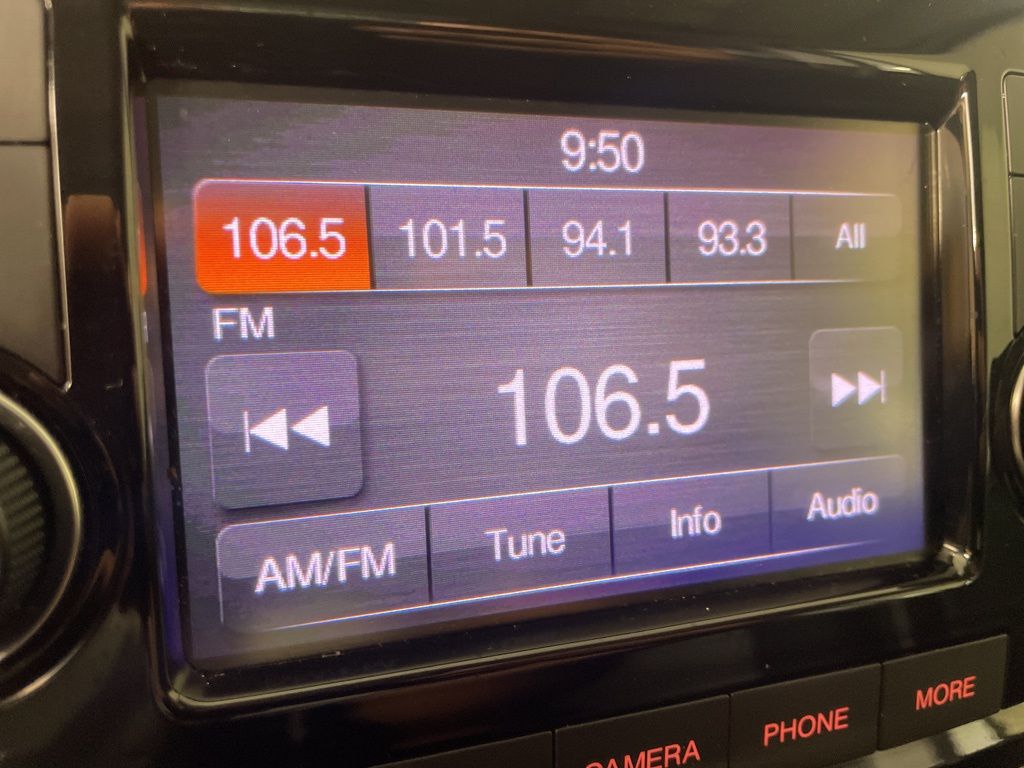 9:50
106.5 101.5 94.1 93.3 All
FM
106.5
AM/FM Tune Info Audio
CAMERA PHONE MORE